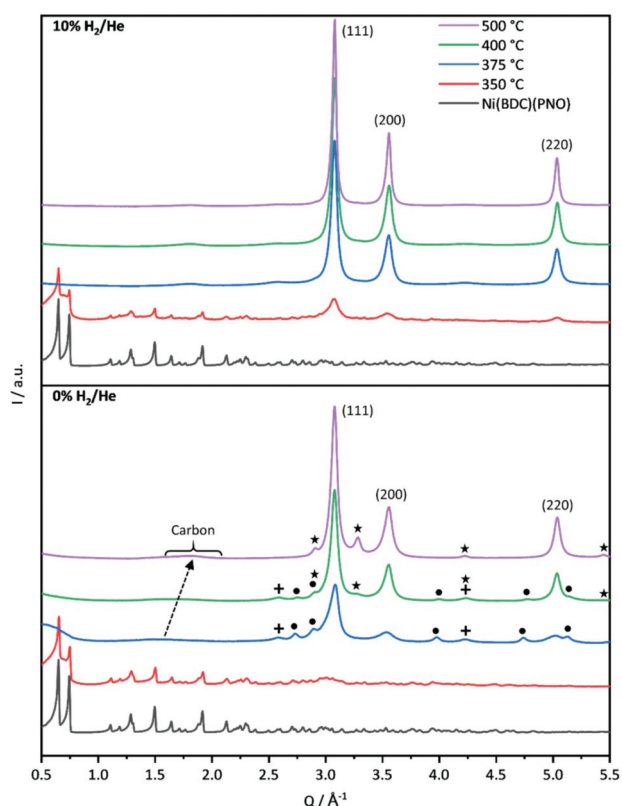 10% H₂/He
500 °C
400 °C
375 °C
350 °C
Ni(BDC)(PNO)
(111)
(200)
(220)
I / a.u.
0% H₂/He
(111)
(200)
(220)
Carbon
★ ★ ★ ★
+ ● ● ★ ★ ● + ★ ● ● ★
+ ● ● ● + ● ●
0.5 1.0 1.5 2.0 2.5 3.0 3.5 4.0 4.5 5.0 5.5
Q / Å⁻¹